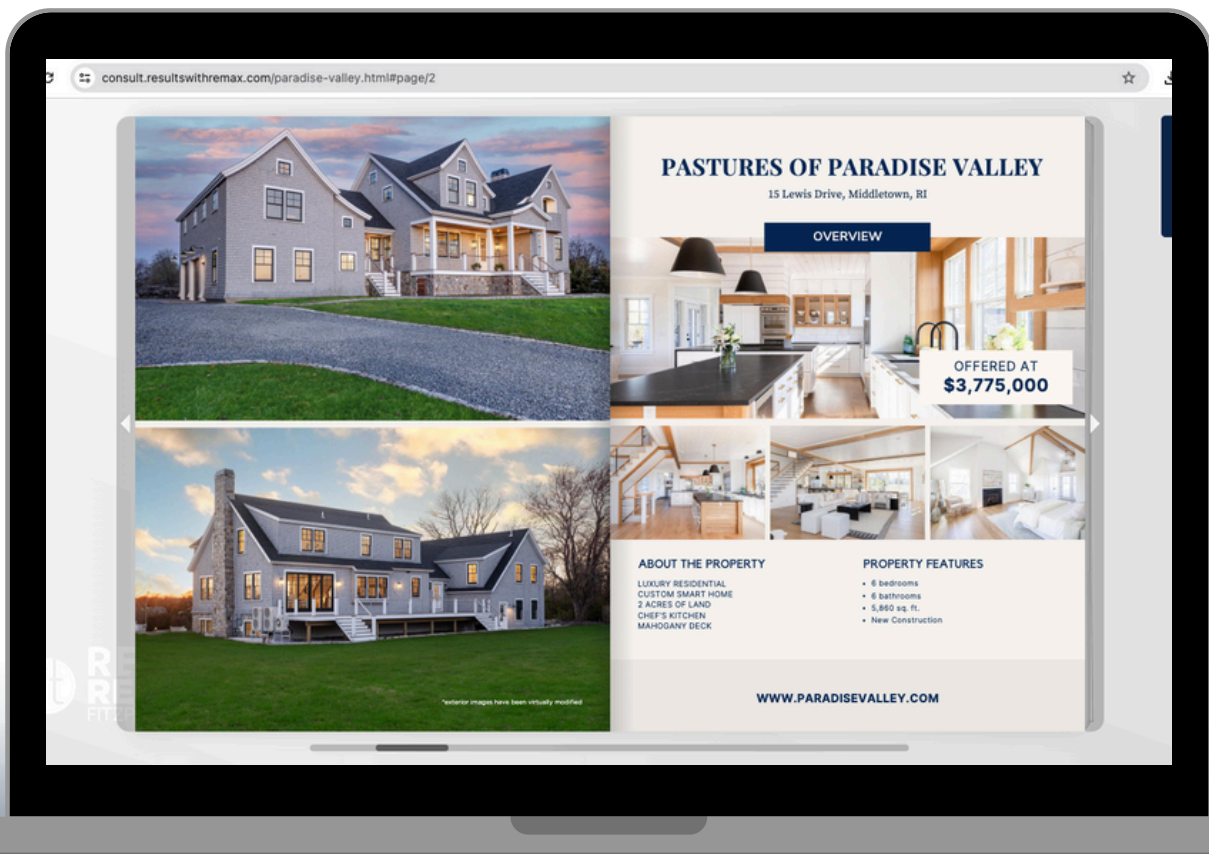 consult.resultswithremax.com/paradise-valley.html#page/2
PASTURES OF PARADISE VALLEY
15 Lewis Drive, Middletown, RI
OVERVIEW
OFFERED AT
$3,775,000
ABOUT THE PROPERTY
LUXURY RESIDENTIAL
CUSTOM SMART HOME
2 ACRES OF LAND
CHEF'S KITCHEN
MAHOGANY DECK
PROPERTY FEATURES
• 6 bedrooms
• 6 bathrooms
• 5,860 sq. ft.
• New Construction
WWW.PARADISEVALLEY.COM
*exterior images have been virtually modified